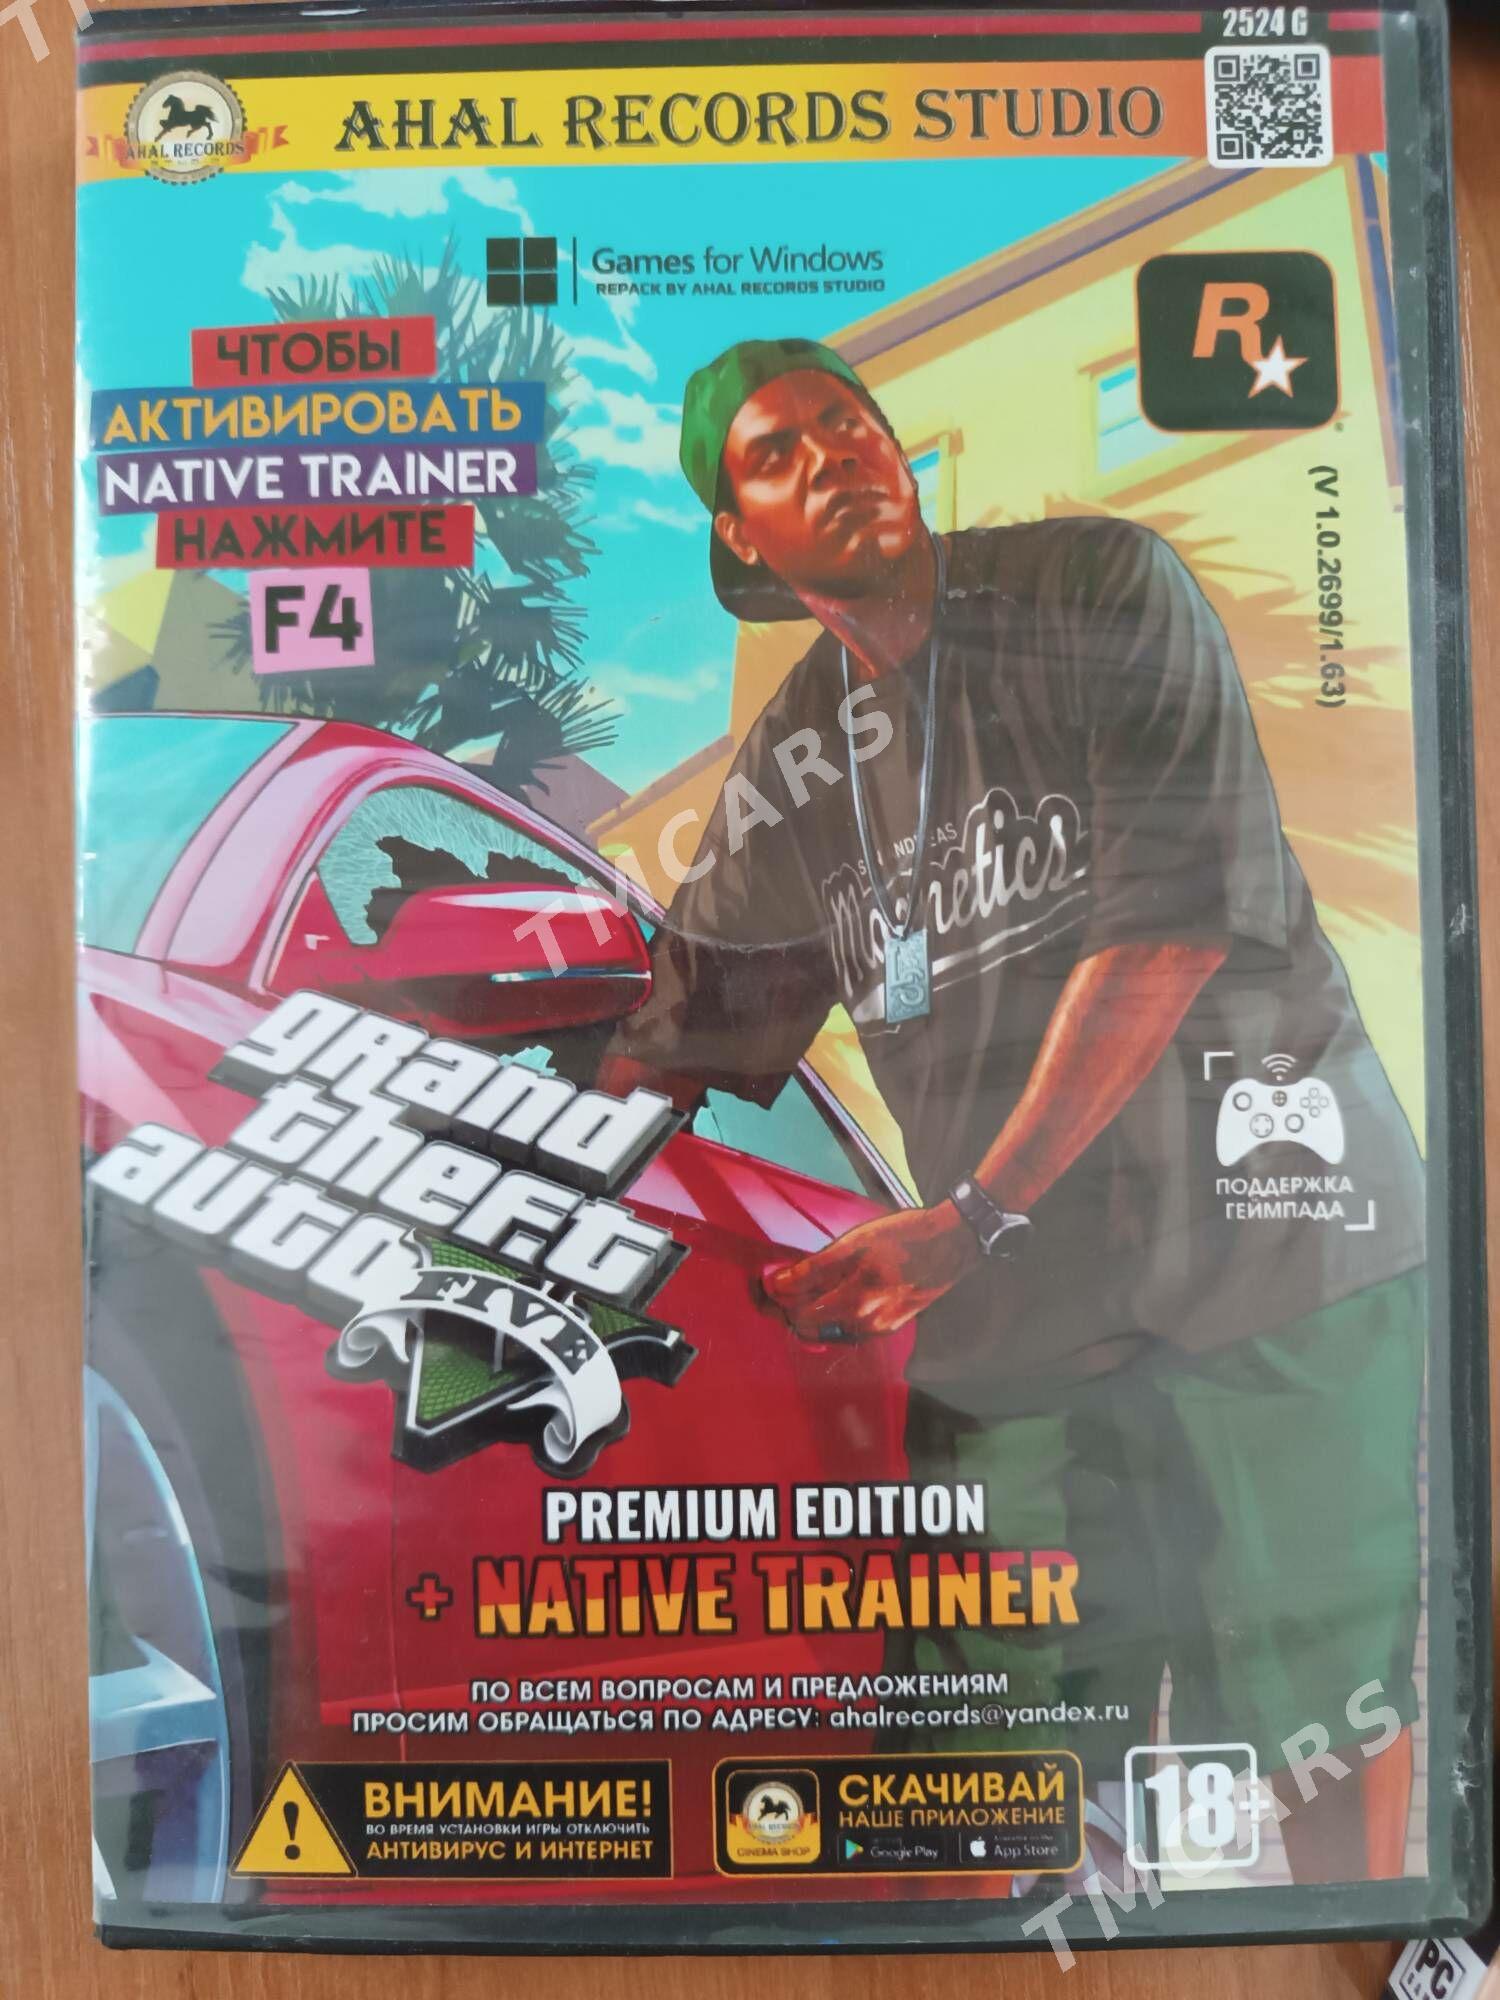 2524 G
AHAL RECORDS
AHAL RECORDS STUDIO
Games for Windows
REPACK BY AHAL RECORDS STUDIO
R
ЧТОБЫ
АКТИВИРОВАТЬ
NATIVE TRAINER
НАЖМИТЕ
F4
(V 1.0.2699/1.63)
TMCARS
Magnetics
grand
theft
auto
FIVE
ПОДДЕРЖКА
ГЕЙМПАДА
PREMIUM EDITION
+ NATIVE TRAINER
ПО ВСЕМ ВОПРОСАМ И ПРЕДЛОЖЕНИЯМ
ПРОСИМ ОБРАЩАТЬСЯ ПО АДРЕСУ: ahalrecords@yandex.ru
ВНИМАНИЕ!
ВО ВРЕМЯ УСТАНОВКИ ИГРЫ ОТКЛЮЧИТЬ
АНТИВИРУС И ИНТЕРНЕТ
AHAL RECORDS
CINEMA SHOP
СКАЧИВАЙ
НАШЕ ПРИЛОЖЕНИЕ
Google Play
App Store
18+
TMCARS
PC